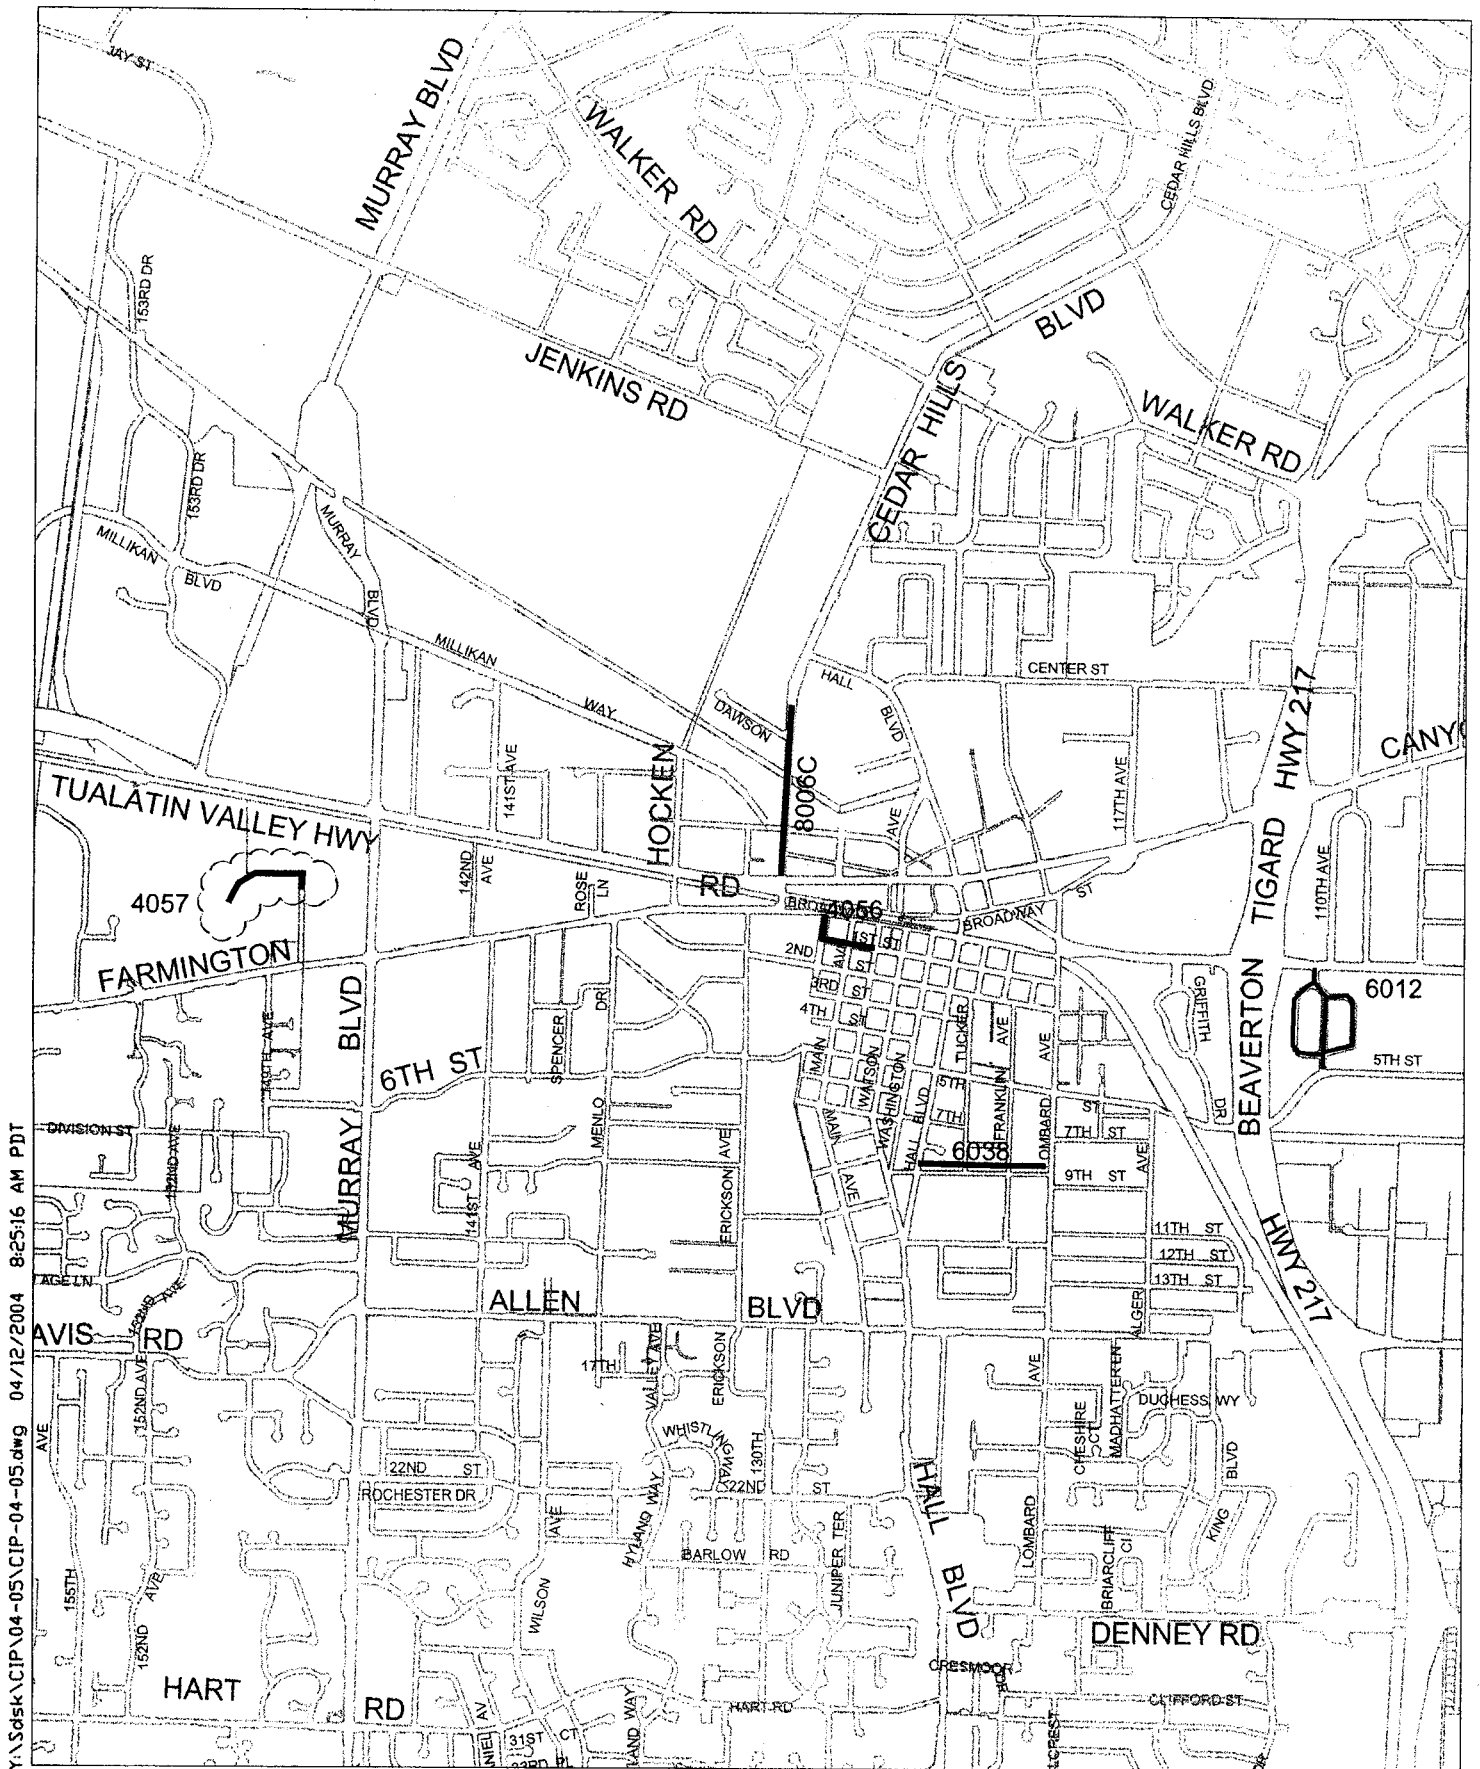 JAY ST
MURRAY BLVD
WALKER RD
CEDAR HILLS BLVD
153RD DR
BLVD
JENKINS RD
CEDAR HILLS
WALKER RD
153RD DR
MURRAY
BLVD
MILLIKAN
BLVD
MILLIKAN
WAY
HALL
BLVD
CENTER ST
DAWSON
HWY 217
TUALATIN VALLEY HWY
141ST AVE
HOCKEN
8006C
AVE
117TH AVE
TIGARD
4057
142ND
AVE
ROSE
LN
RD
ST
110TH AVE
4056
BROADWAY
1ST ST
2ND
AVE
ST
FARMINGTON
3RD
ST
4TH
ST
GRIFFITH
DR
6012
BEAVERTON
149TH AVE
BLVD
6TH ST
SPENCER
DR
MENLO
MAIN
WATSON
WASHINGTON
TUCKER
AVE
AVE
5TH
5TH ST
BLVD
7TH
FRANKLIN
ST
DIVISION ST
MURRAY
141ST
AVE
ERICKSON AVE
MAIN
AVE
HALL
6038
7TH ST
AVE
9TH ST
152ND AVE
11TH ST
12TH ST
13TH ST
HWY 217
ALLEN
BLVD
ALGER
RD
152ND AVE
17TH
VALLEY AVE
ERICKSON
AVE
MADHATTER LN
DUCHESS WY
CHESHIRE
CT
AVE
WHISTLING
WAY
130TH
22ND ST
ROCHESTER DR
22ND ST
HALL BLVD
BLVD
KING
AVE
HYLAND WAY
BARLOW RD
JUNIPER TER
LOMBARD
BRIARCLIFF
155TH
152ND
AVE
WILSON
DENNEY RD
HART
RD
HART RD
CLIFFORD ST
31ST CT
Y:\Sdsk\CIP\04-05\CIP-04-05.dwg 04/12/2004 8:25:16 AM PDT